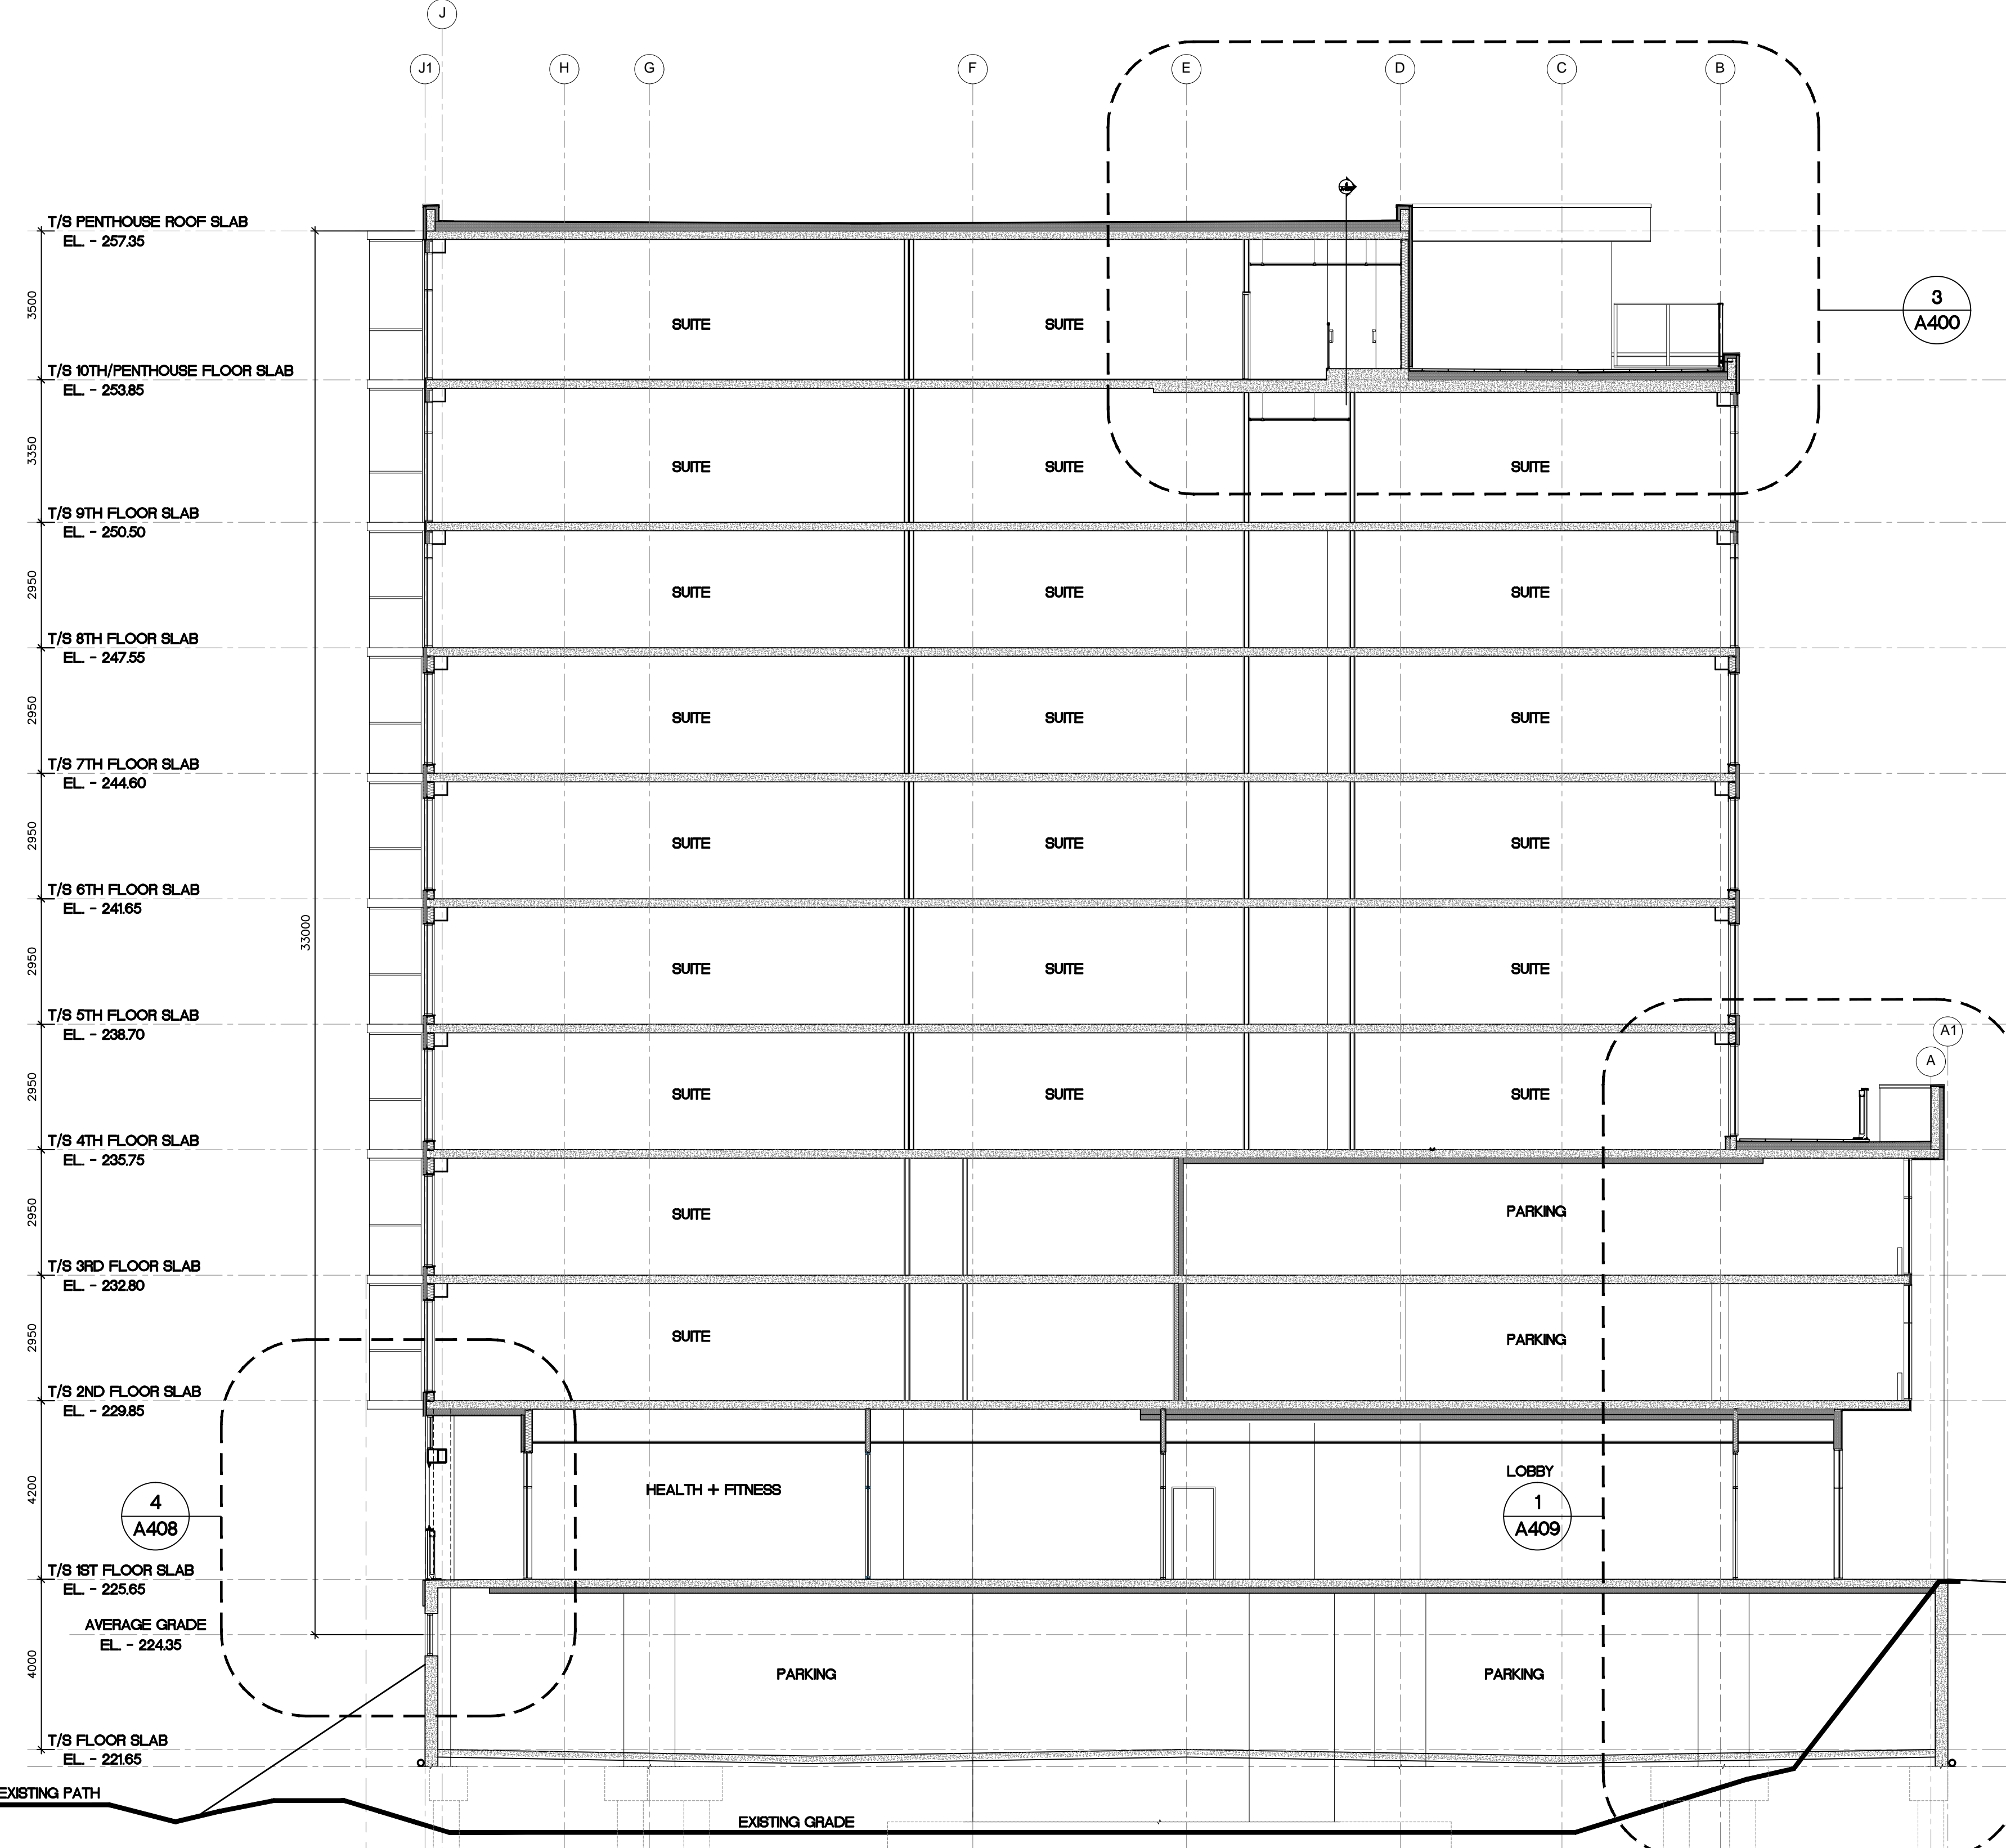 J
J1
H
G
F
E
D
C
B
T/S PENTHOUSE ROOF SLAB
EL. - 257.35
3500
SUITE
SUITE
3
A400
T/S 10TH/PENTHOUSE FLOOR SLAB
EL. - 253.85
3350
SUITE
SUITE
SUITE
T/S 9TH FLOOR SLAB
EL. - 250.50
2950
SUITE
SUITE
SUITE
T/S 8TH FLOOR SLAB
EL. - 247.55
2950
SUITE
SUITE
SUITE
T/S 7TH FLOOR SLAB
EL. - 244.60
2950
SUITE
SUITE
SUITE
T/S 6TH FLOOR SLAB
EL. - 241.65
33000
2950
SUITE
SUITE
SUITE
T/S 5TH FLOOR SLAB
EL. - 238.70
A1
A
2950
SUITE
SUITE
SUITE
T/S 4TH FLOOR SLAB
EL. - 235.75
2950
SUITE
PARKING
T/S 3RD FLOOR SLAB
EL. - 232.80
2950
SUITE
PARKING
T/S 2ND FLOOR SLAB
EL. - 229.85
4200
HEALTH + FITNESS
LOBBY
4
A408
1
A409
T/S 1ST FLOOR SLAB
EL. - 225.65
AVERAGE GRADE
EL. - 224.35
4000
PARKING
PARKING
T/S FLOOR SLAB
EL. - 221.65
EXISTING PATH
EXISTING GRADE